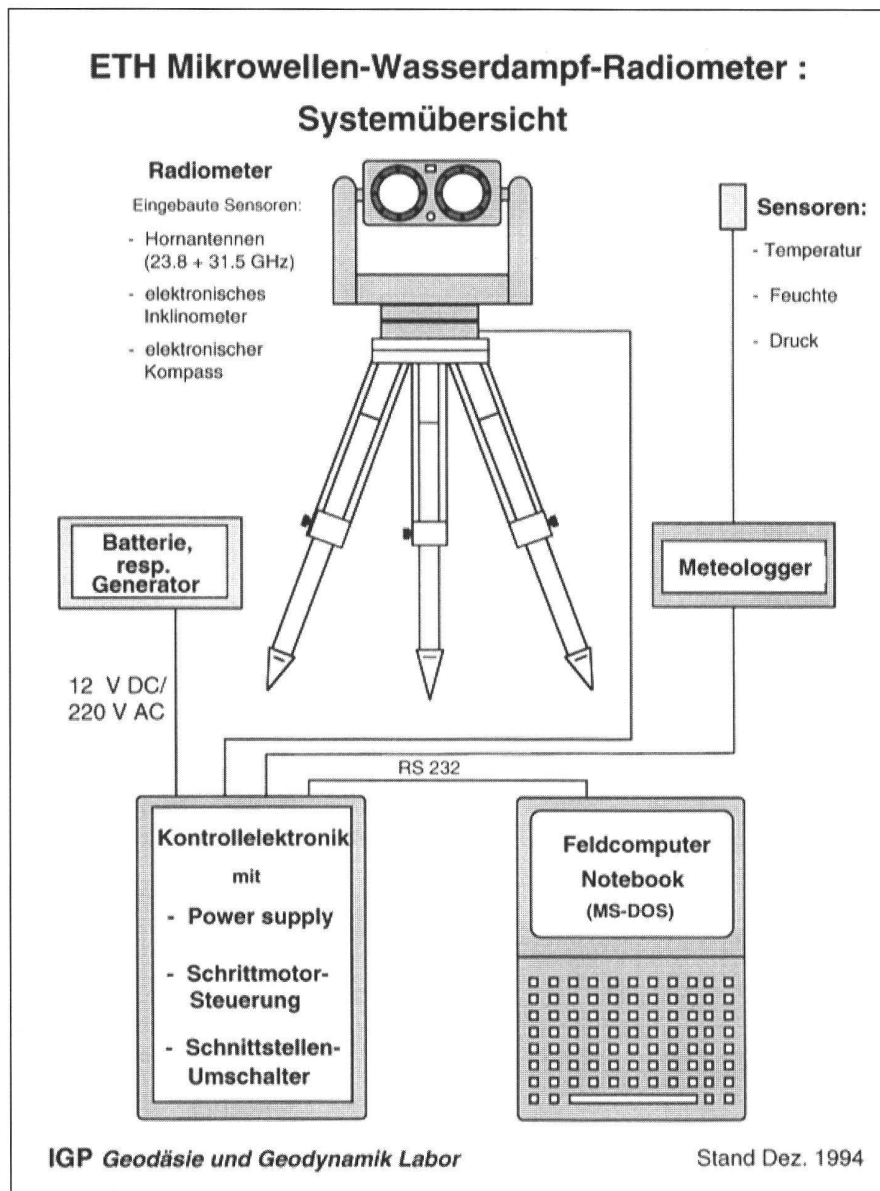 ETH Mikrowellen-Wasserdampf-Radiometer :
Systemübersicht
Radiometer
Eingebaute Sensoren:
- Hornantennen
(23.8 + 31.5 GHz)
- elektronisches
Inklinometer
- elektronischer
Kompass
Sensoren:
- Temperatur
- Feuchte
- Druck
Batterie,
resp.
Generator
Meteologger
12 V DC/
220 V AC
RS 232
Kontrollelektronik
mit
- Power supply
- Schrittmotor-
Steuerung
- Schnittstellen-
Umschalter
Feldcomputer
Notebook
(MS-DOS)
IGP Geodäsie und Geodynamik Labor
Stand Dez. 1994